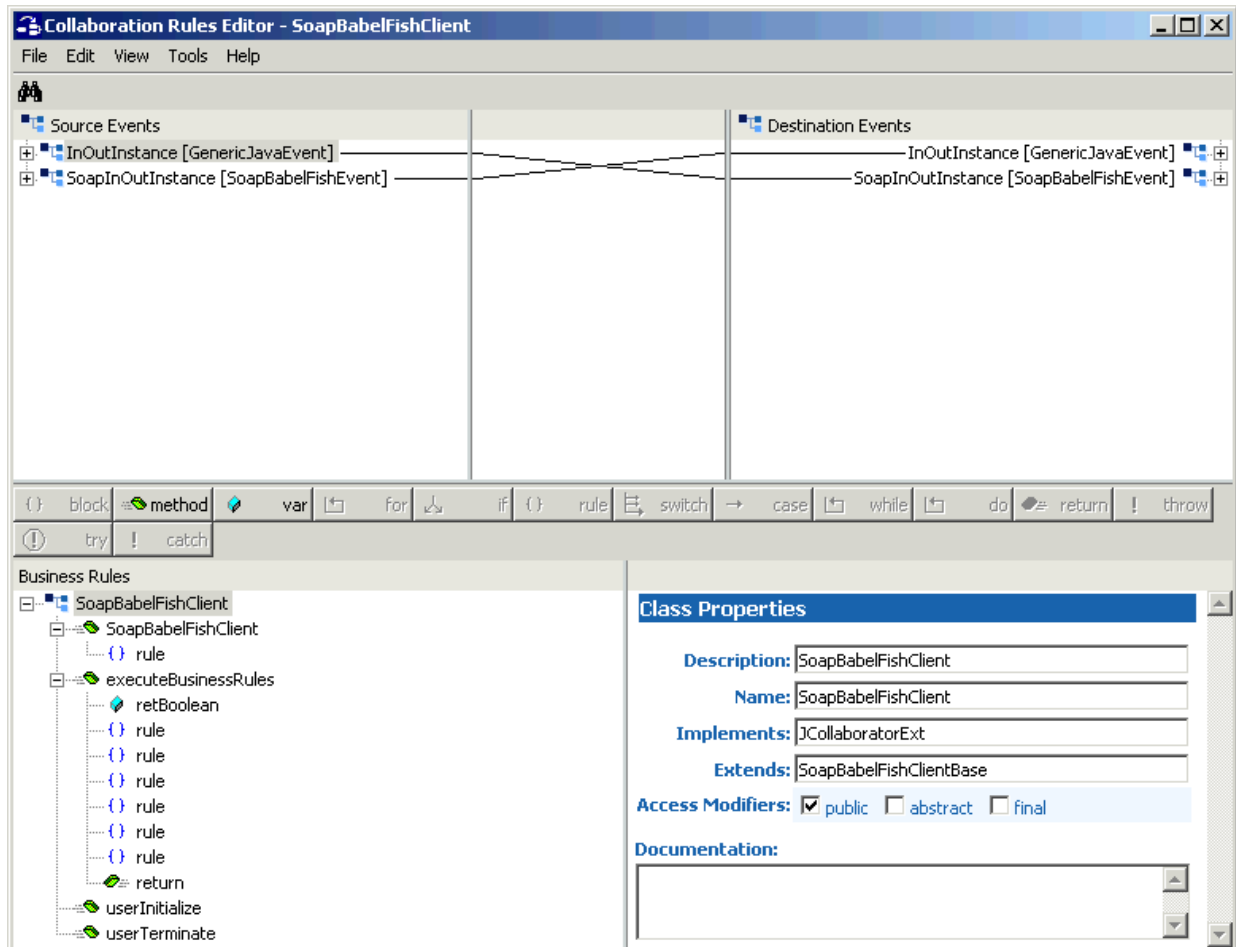 Collaboration Rules Editor - SoapBabelFishClient
File Edit View Tools Help
Source Events
Destination Events
InOutInstance [GenericJavaEvent]
InOutInstance [GenericJavaEvent]
SoapInOutInstance [SoapBabelFishEvent]
SoapInOutInstance [SoapBabelFishEvent]
{} block method var for if {} rule switch → case while do return ! throw
! try ! catch
Business Rules
SoapBabelFishClient
SoapBabelFishClient
{} rule
executeBusinessRules
retBoolean
{} rule
{} rule
{} rule
{} rule
{} rule
{} rule
return
userInitialize
userTerminate
Class Properties
Description: SoapBabelFishClient
Name: SoapBabelFishClient
Implements: JCollaboratorExt
Extends: SoapBabelFishClientBase
Access Modifiers: public abstract final
Documentation: